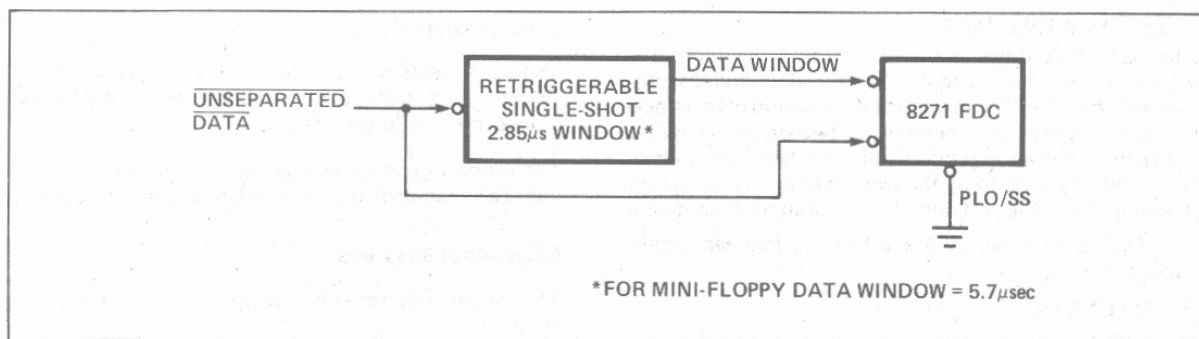 UNSEPARATED
DATA
RETRIGGERABLE
SINGLE-SHOT
2.85μs WINDOW*
DATA WINDOW
8271 FDC
PLO/SS
*FOR MINI-FLOPPY DATA WINDOW = 5.7μsec